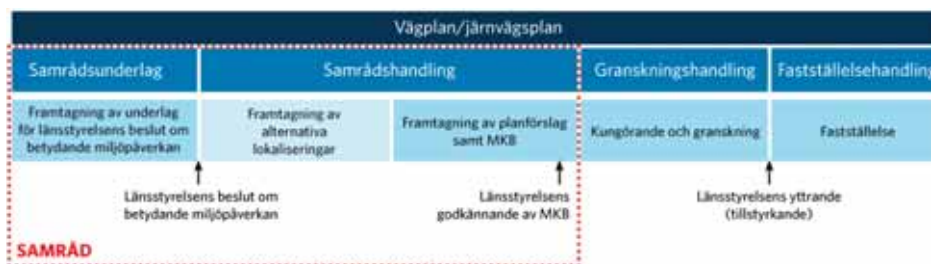 Vägplan/järnvägsplan
Samrådsunderlag
Samrådshandling
Granskningshandling
Fastställelsehandling
Framtagning av underlag
för länsstyrelsens beslut om
betydande miljöpåverkan
Framtagning av
alternativa
lokaliseringar
Framtagning av planförslag
samt MKB
Kungörande och granskning
Fastställelse
Länsstyrelsens beslut om
betydande miljöpåverkan
Länsstyrelsens
godkännande av MKB
Länsstyrelsens yttrande
(tillstyrkande)
SAMRÅD